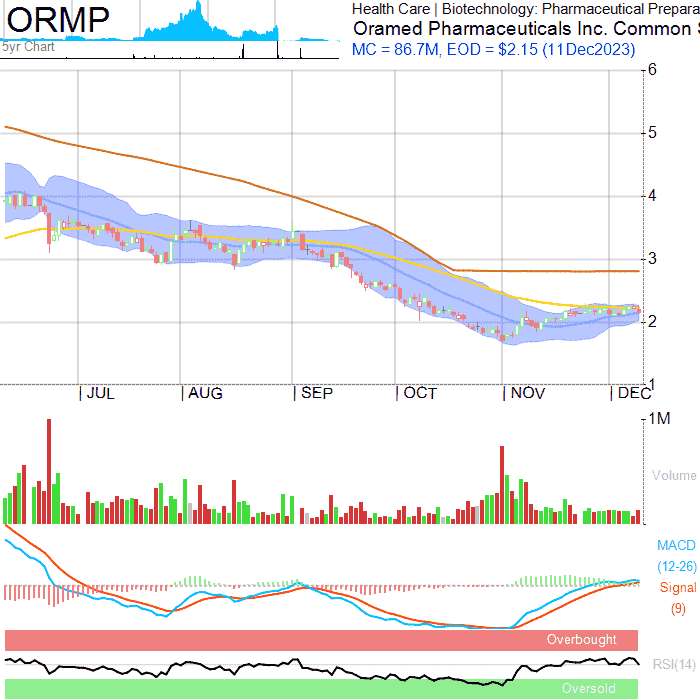 ORMP
5yr Chart
Health Care | Biotechnology: Pharmaceutical Prepara
Oramed Pharmaceuticals Inc. Common S
MC = 86.7M, EOD = $2.15 (11Dec2023)
6
5
4
3
2
1
JUL
AUG
SEP
OCT
NOV
DEC
1M
Volume
MACD
(12-26)
Signal
(9)
Overbought
RSI(14)
Oversold